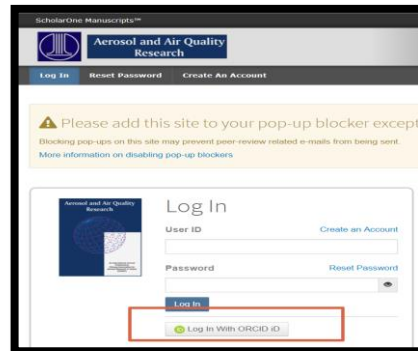 ScholarOne Manuscripts™
Aerosol and Air Quality
Research
Log In Reset Password Create An Account
Please add this site to your pop-up blocker except
Blocking pop-ups on this site may prevent peer-review related e-mails from being sent.
More information on disabling pop-up blockers
Aerosol and Air Quality
Research
Log In
User ID Create an Account
Password Reset Password
Log In
Log In With ORCID iD